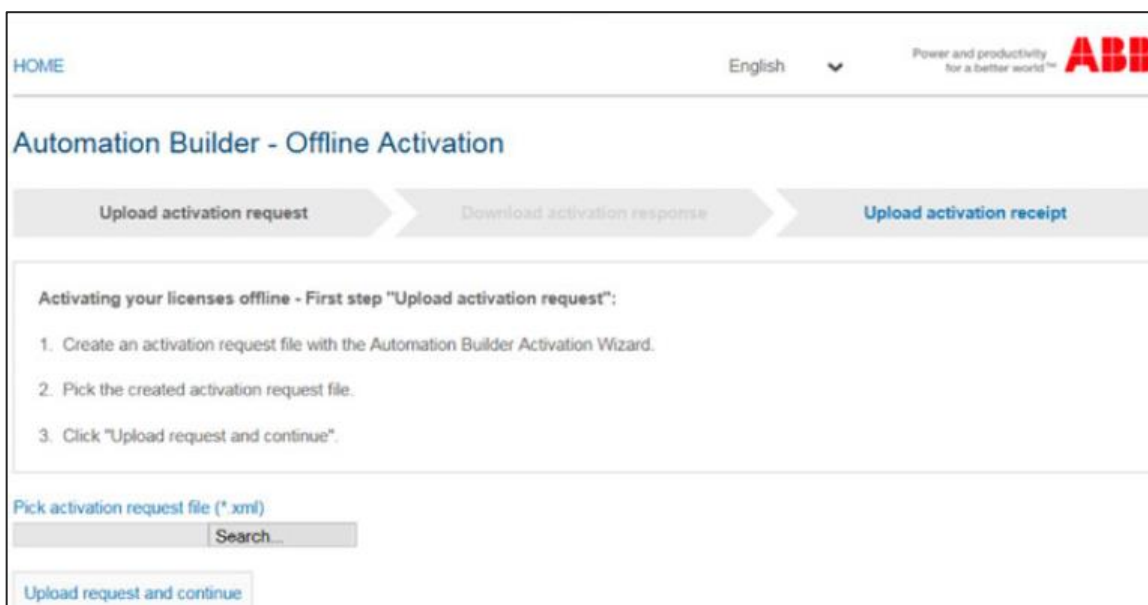 HOME
English
Power and productivity
for a better world™
ABB
Automation Builder - Offline Activation
Upload activation request
Download activation response
Upload activation receipt
Activating your licenses offline - First step "Upload activation request":
1. Create an activation request file with the Automation Builder Activation Wizard.
2. Pick the created activation request file.
3. Click "Upload request and continue".
Pick activation request file (*.xml)
Search...
Upload request and continue